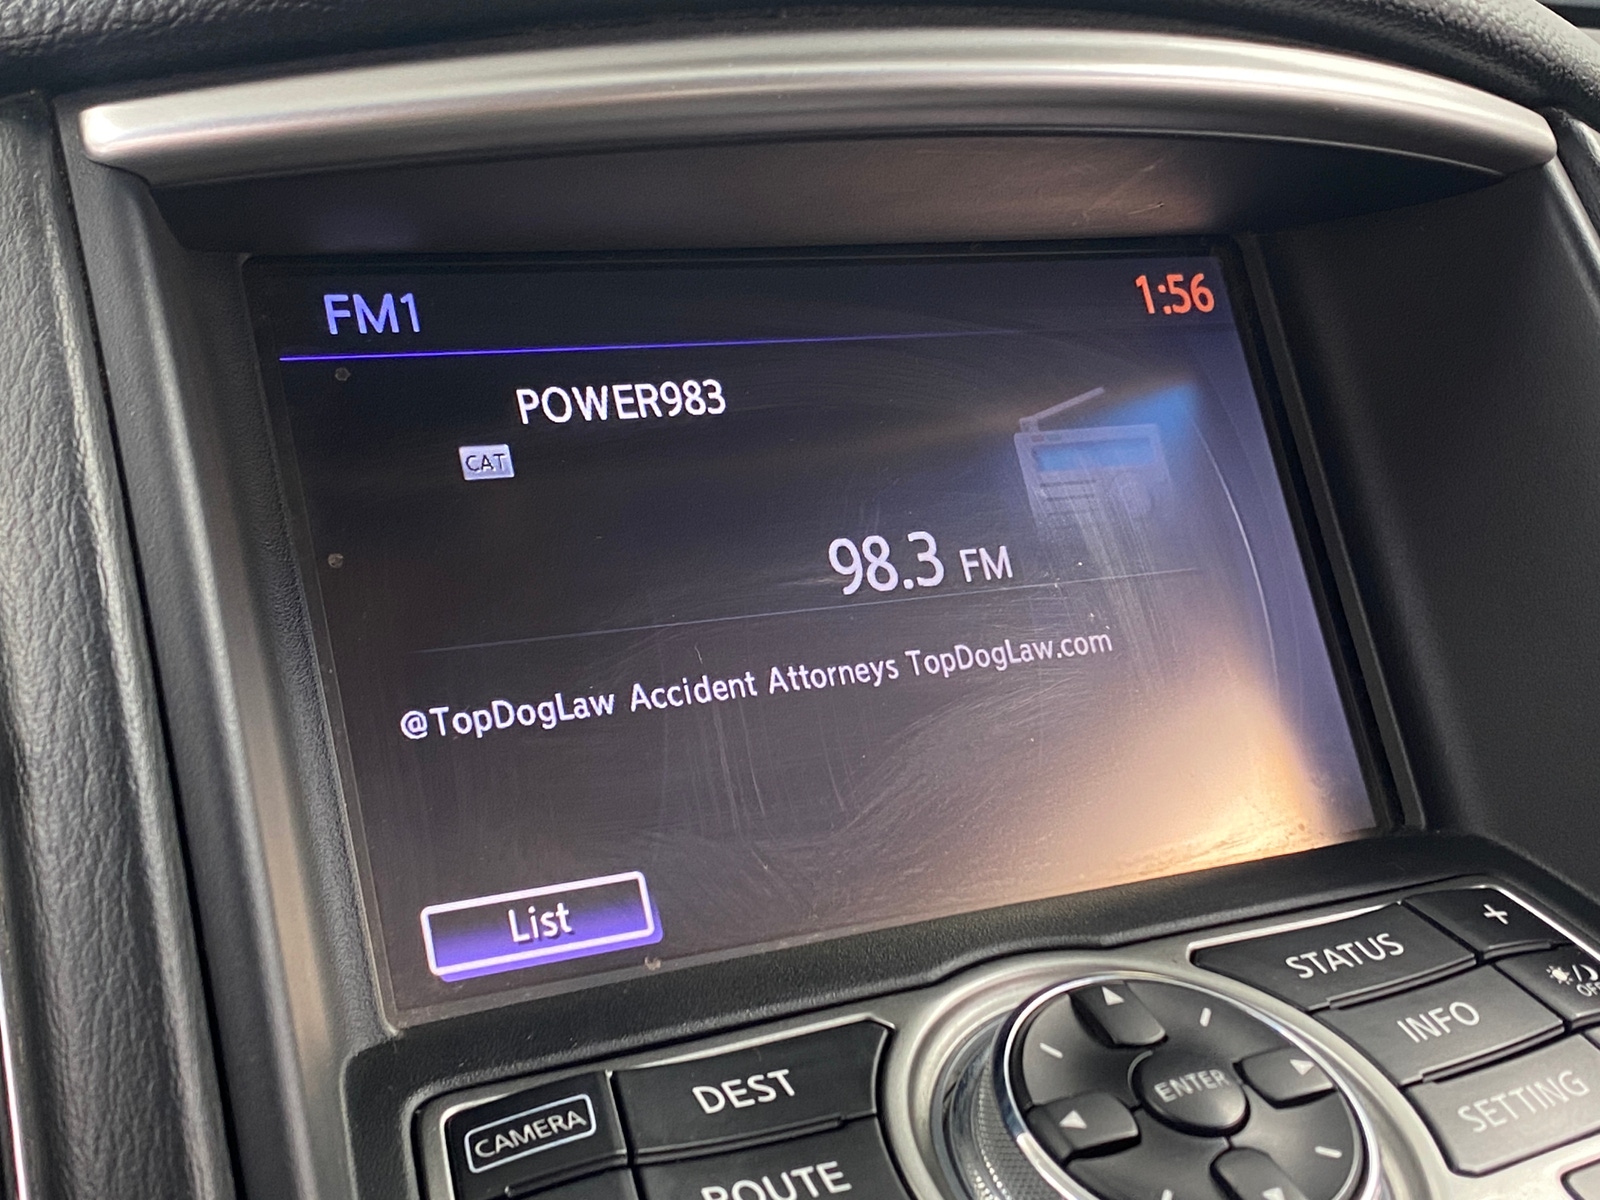 FM1 1:56
POWER983
CAT
98.3 FM
@TopDogLaw Accident Attorneys TopDogLaw.com
List
STATUS +
INFO OFF
SETTING
DEST
CAMERA
ENTER
ROUTE